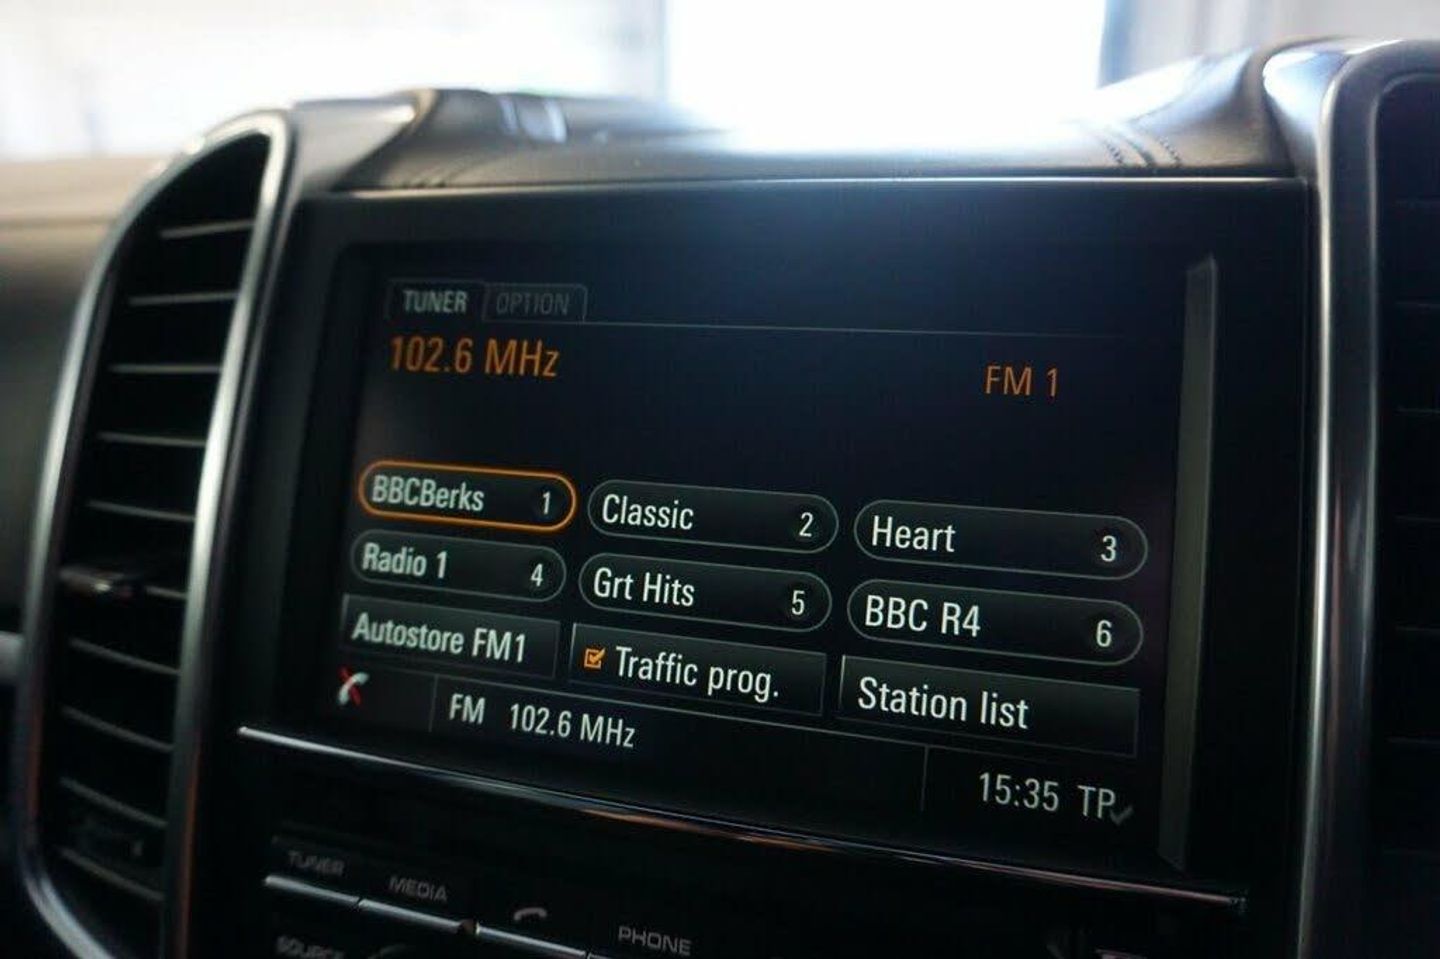 TUNER OPTION
102.6 MHz FM 1
BBCBerks 1 Classic 2 Heart 3
Radio 1 4 Grt Hits 5 BBC R4 6
Autostore FM1 Traffic prog. Station list
FM 102.6 MHz 15:35 TP
TUNER MEDIA
SOURCE PHONE